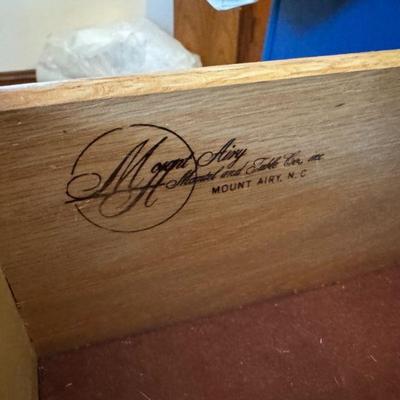 Mount Airy
Mantel and Table Co., inc
MOUNT AIRY, N.C